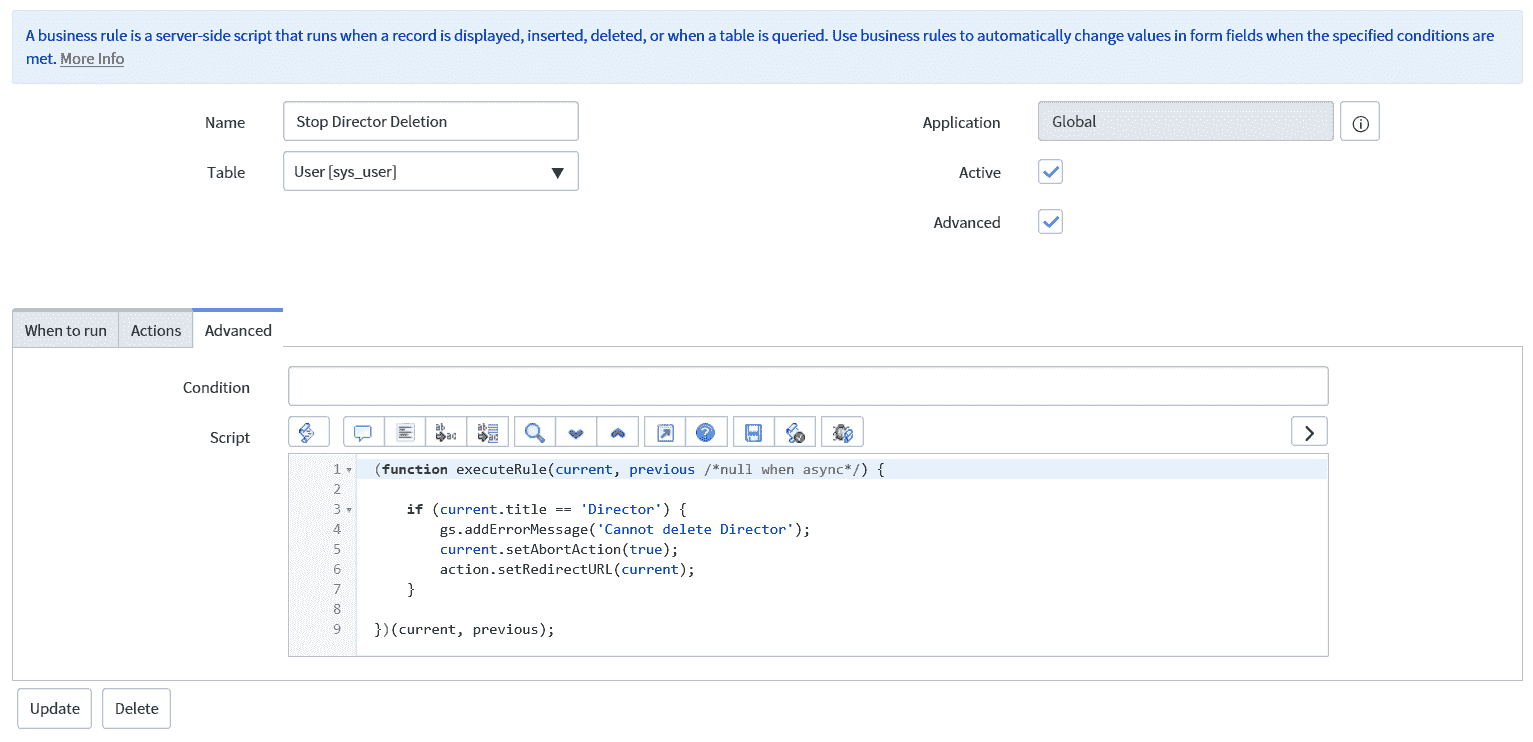 A business rule is a server-side script that runs when a record is displayed, inserted, deleted, or when a table is queried. Use business rules to automatically change values in form fields when the specified conditions are
met. More Info
Name
Stop Director Deletion
Application
Global
Table
User [sys_user]
Active
Advanced
When to run
Actions
Advanced
Condition
Script
1 (function executeRule(current, previous /*null when async*/) {
2
3     if (current.title == 'Director') {
4         gs.addErrorMessage('Cannot delete Director');
5         current.setAbortAction(true);
6         action.setRedirectURL(current);
7     }
8
9 })(current, previous);
Update
Delete